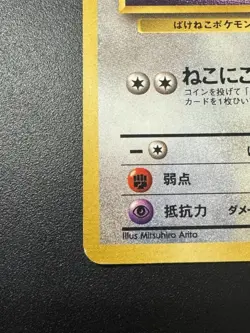 ばけねこポケモン
ねこにこ
コインを投げて「
カードを1枚ひい
弱点
抵抗力 ダメー
Illus. Mitsuhiro Arita